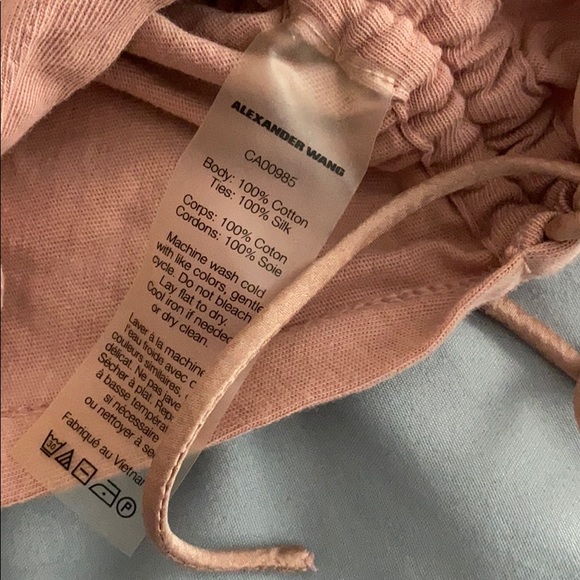 ALEXANDER WANG
CA00985
Body: 100% Cotton
Ties: 100% Silk
Corps: 100% Coton
Cordons: 100% Soie
Machine wash cold
with like colors, gentle
cycle. Do not bleach
Lay flat to dry.
Cool iron if needed
or dry clean.
Laver à la machine
l'eau froide avec
couleurs similaires,
délicat. Ne pas jave
Sécher à plat. Rep
à basse tempéra
si nécessaire
ou nettoyer à se
Fabriqué au Vietnam
P